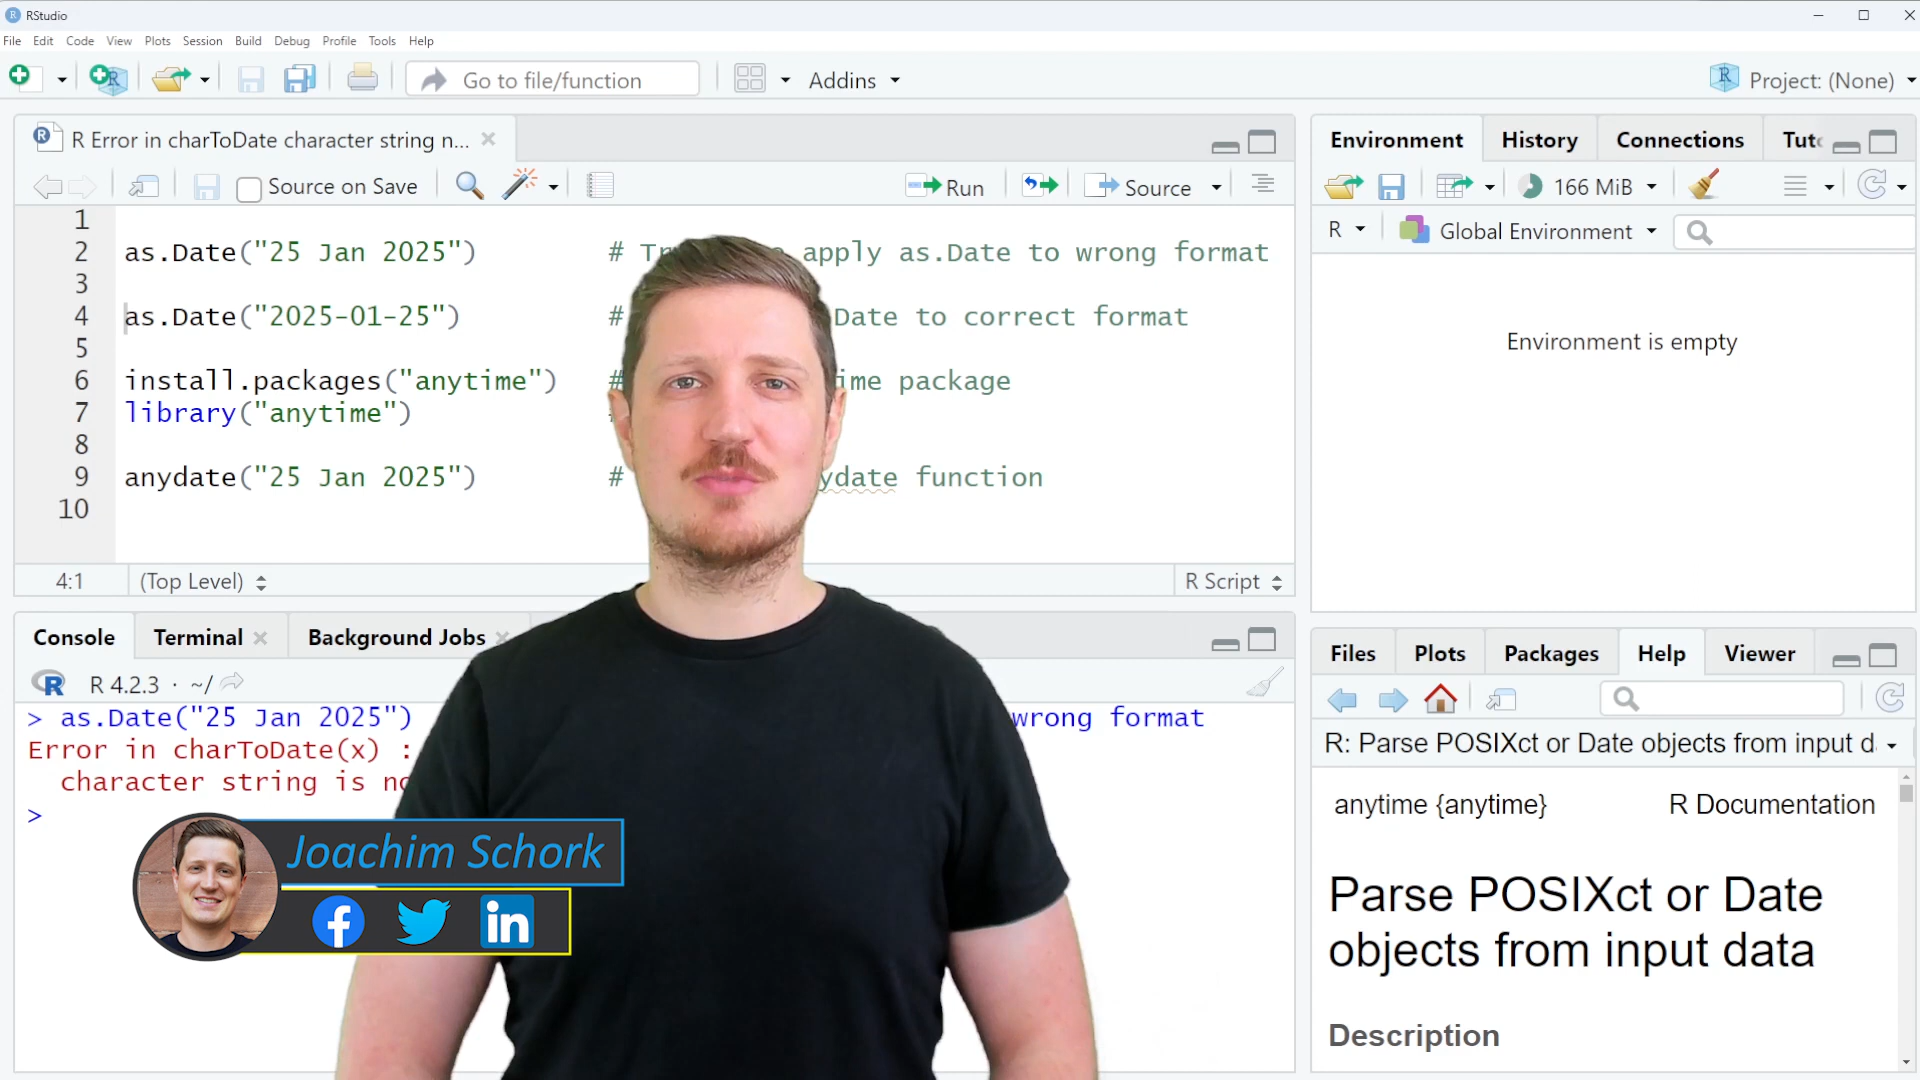 RStudio
File Edit Code View Plots Session Build Debug Profile Tools Help
Go to file/function Addins Project: (None)
R Error in charToDate character string n...
Source on Save Run Source
1
2 as.Date("25 Jan 2025") # apply as.Date to wrong format
3
4 as.Date("2025-01-25") # Date to correct format
5
6 install.packages("anytime") # package
7 library("anytime")
8
9 anydate("25 Jan 2025") # function
10
4:1 (Top Level) R Script
Console Terminal Background Jobs
R 4.2.3 · ~/
> as.Date("25 Jan 2025") wrong format
Error in charToDate(x) :
character string is
>
Joachim Schork
f in
Environment History Connections
166 MiB
R Global Environment
Environment is empty
Files Plots Packages Help Viewer
R: Parse POSIXct or Date objects from input
anytime {anytime} R Documentation
Parse POSIXct or Date
objects from input data
Description